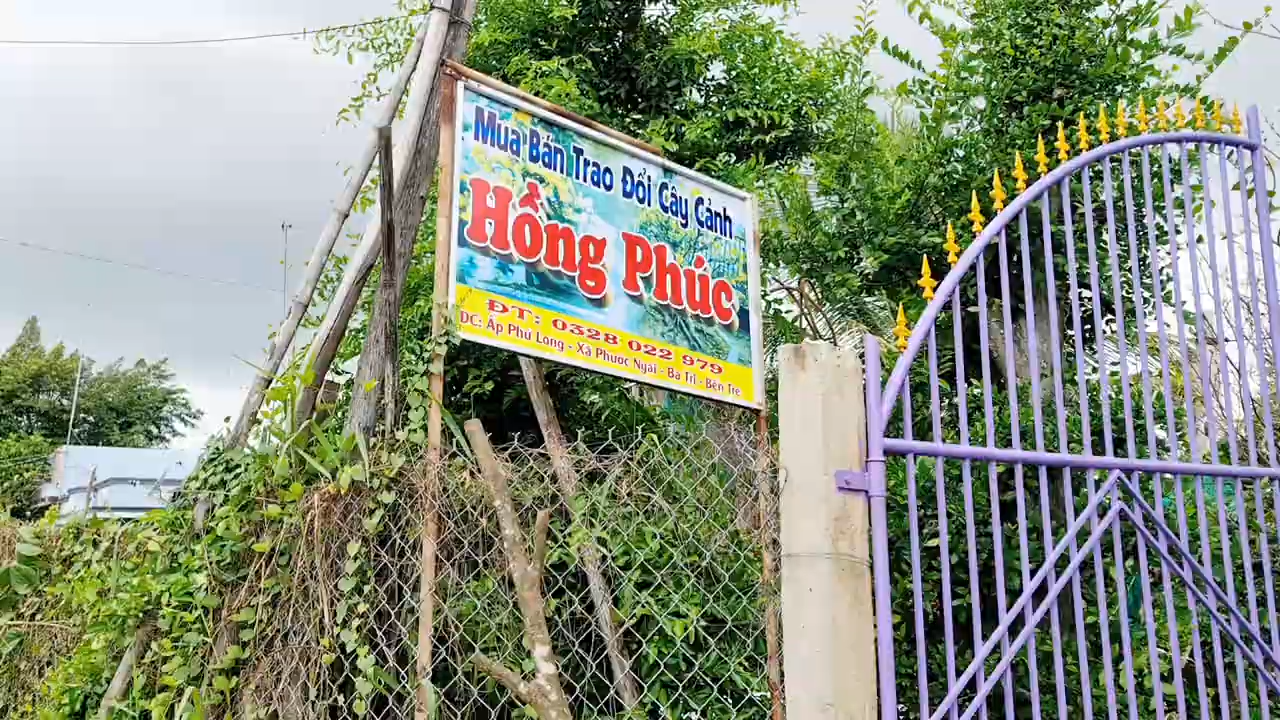 Mua Bán Trao Đổi Cây Cảnh
Hồng Phúc
ĐT: 0328 022 979
ĐC: Ấp Phú Long - Xã Phước Ngãi - Ba Tri - Bến Tre